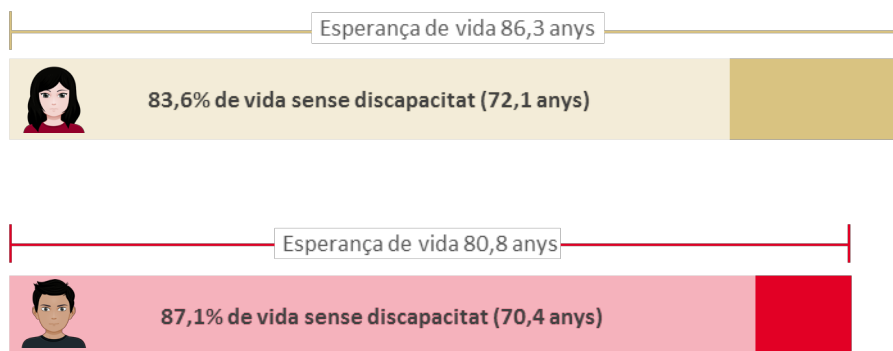 Esperança de vida 86,3 anys
83,6% de vida sense discapacitat (72,1 anys)
Esperança de vida 80,8 anys
87,1% de vida sense discapacitat (70,4 anys)